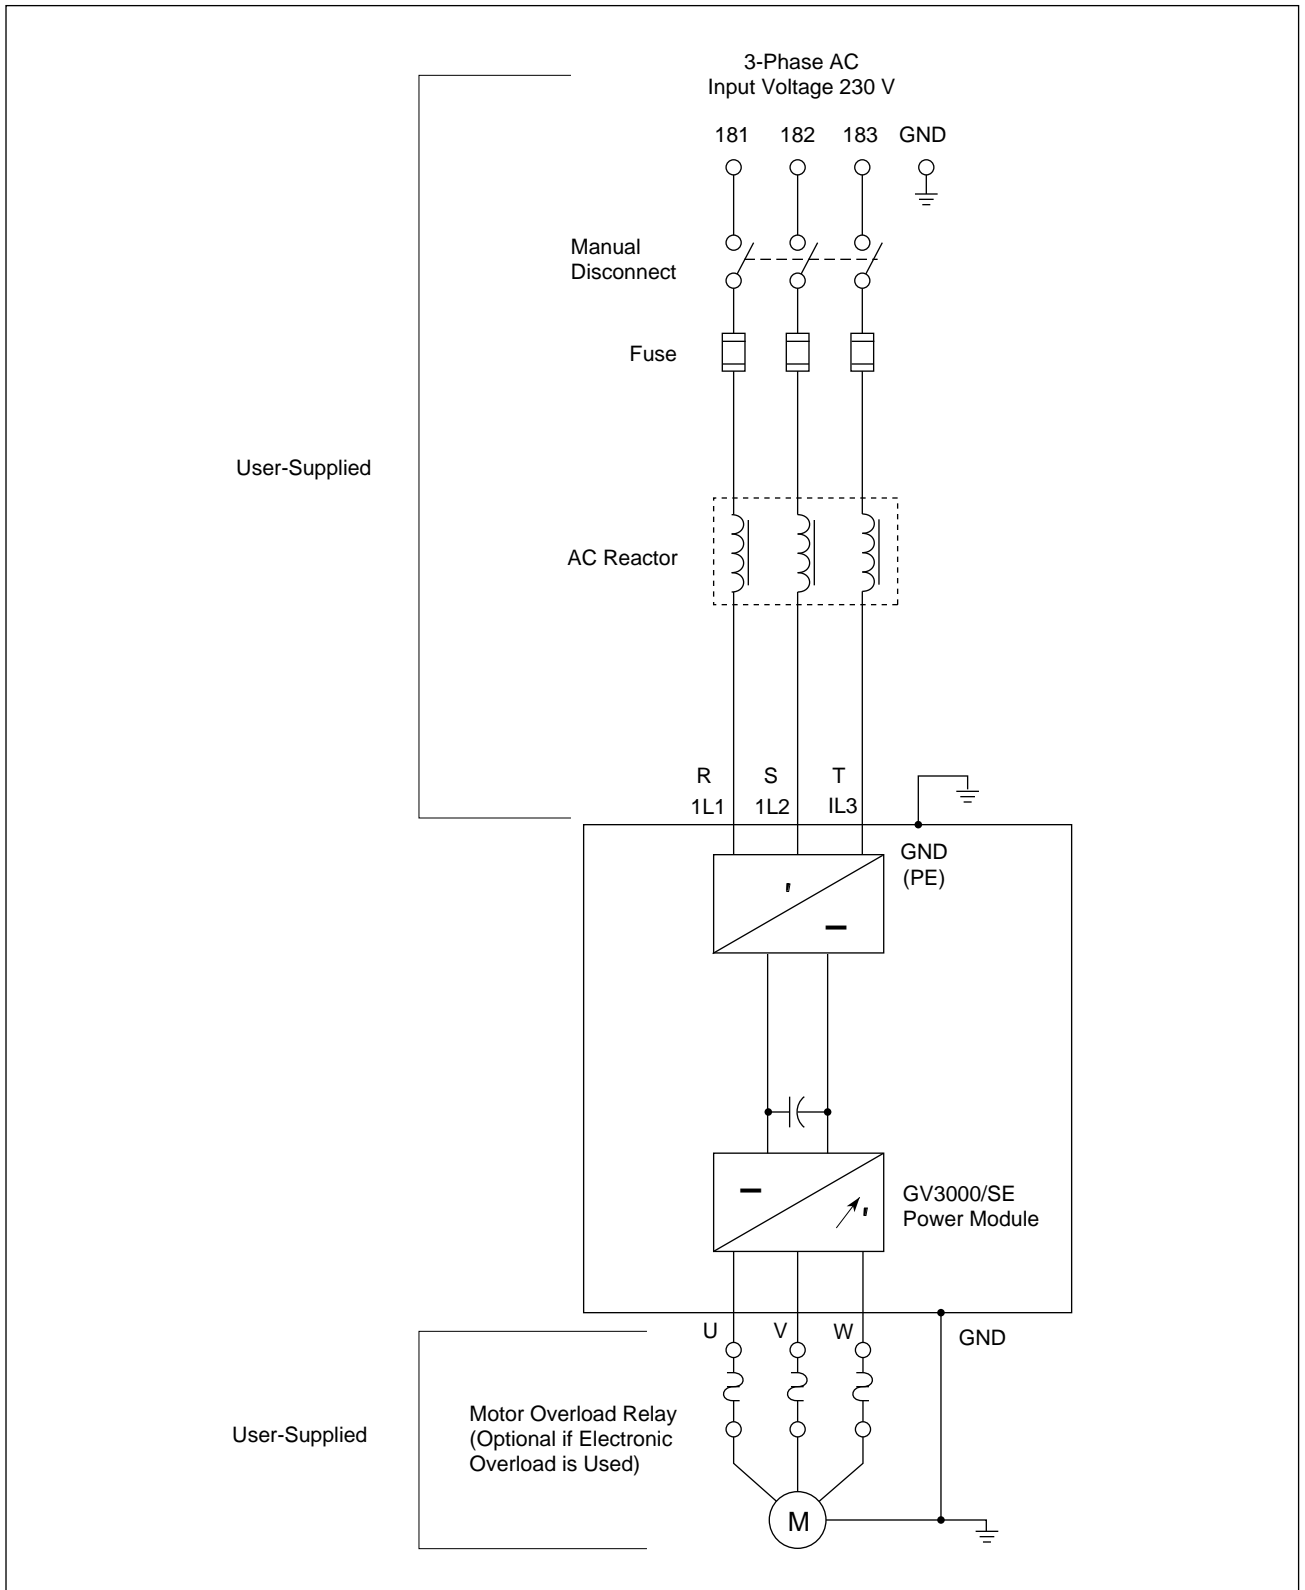 3-Phase AC
Input Voltage 230 V
181 182 183 GND
Manual
Disconnect
Fuse
User-Supplied
AC Reactor
R S T
1L1 1L2 IL3
GND
(PE)
GV3000/SE
Power Module
U V W
GND
User-Supplied
Motor Overload Relay
(Optional if Electronic
Overload is Used)
M